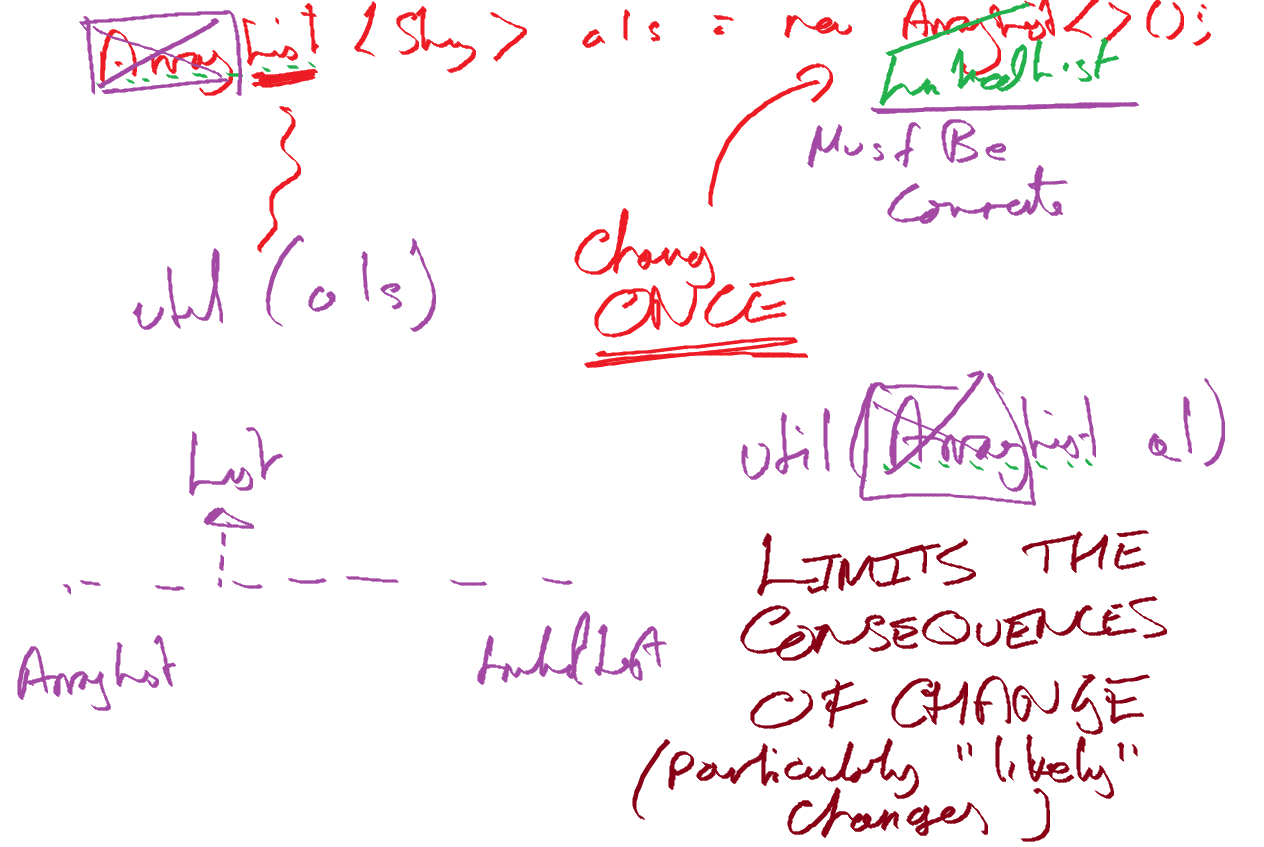 ArrayList <String> als = new ArrayList<>();
LinkedList
Must Be
Concrete
Change
ONCE
util (als)
util(ArrayList al)
List
ArrayList
LinkedList
LIMITS THE
CONSEQUENCES
OF CHANGE
(particularly "likely"
changes)